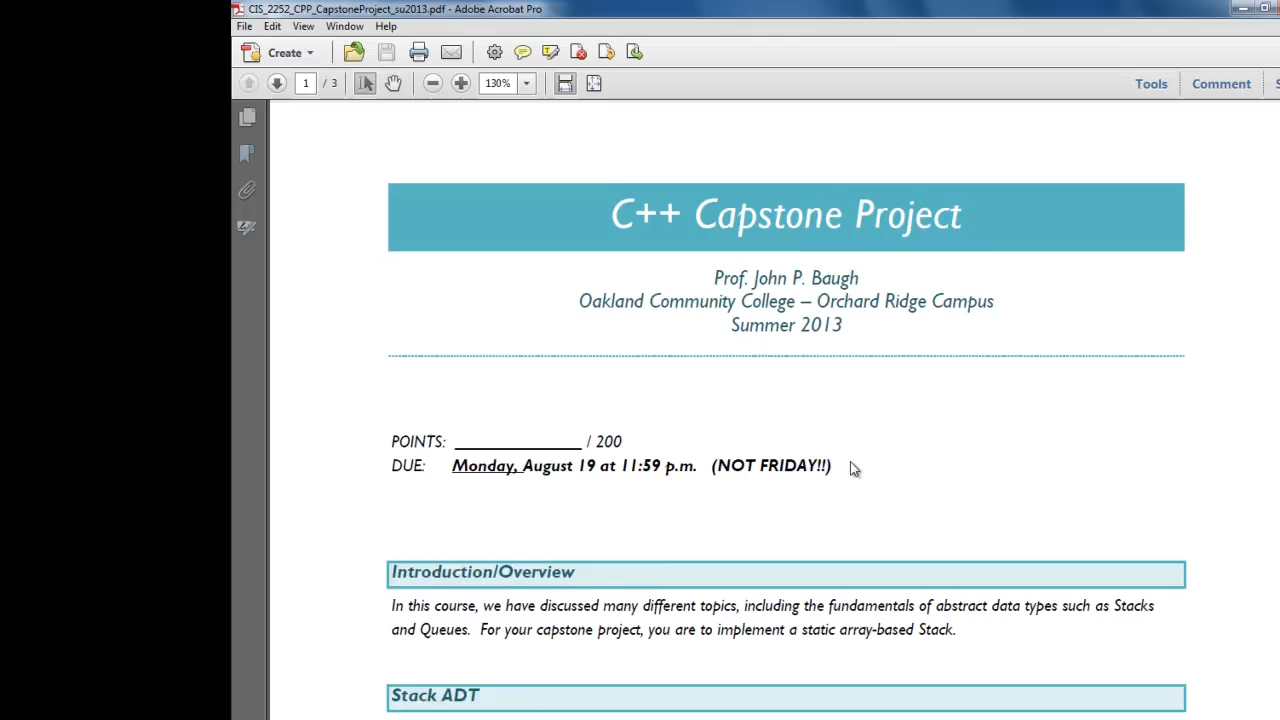 CIS_2252_CPP_CapstoneProject_su2013.pdf - Adobe Acrobat Pro
File Edit View Window Help
Create
1 / 3 130% Tools Comment
C++ Capstone Project
Prof. John P. Baugh
Oakland Community College – Orchard Ridge Campus
Summer 2013
POINTS: _______________ / 200
DUE: Monday, August 19 at 11:59 p.m. (NOT FRIDAY!!)
Introduction/Overview
In this course, we have discussed many different topics, including the fundamentals of abstract data types such as Stacks
and Queues. For your capstone project, you are to implement a static array-based Stack.
Stack ADT